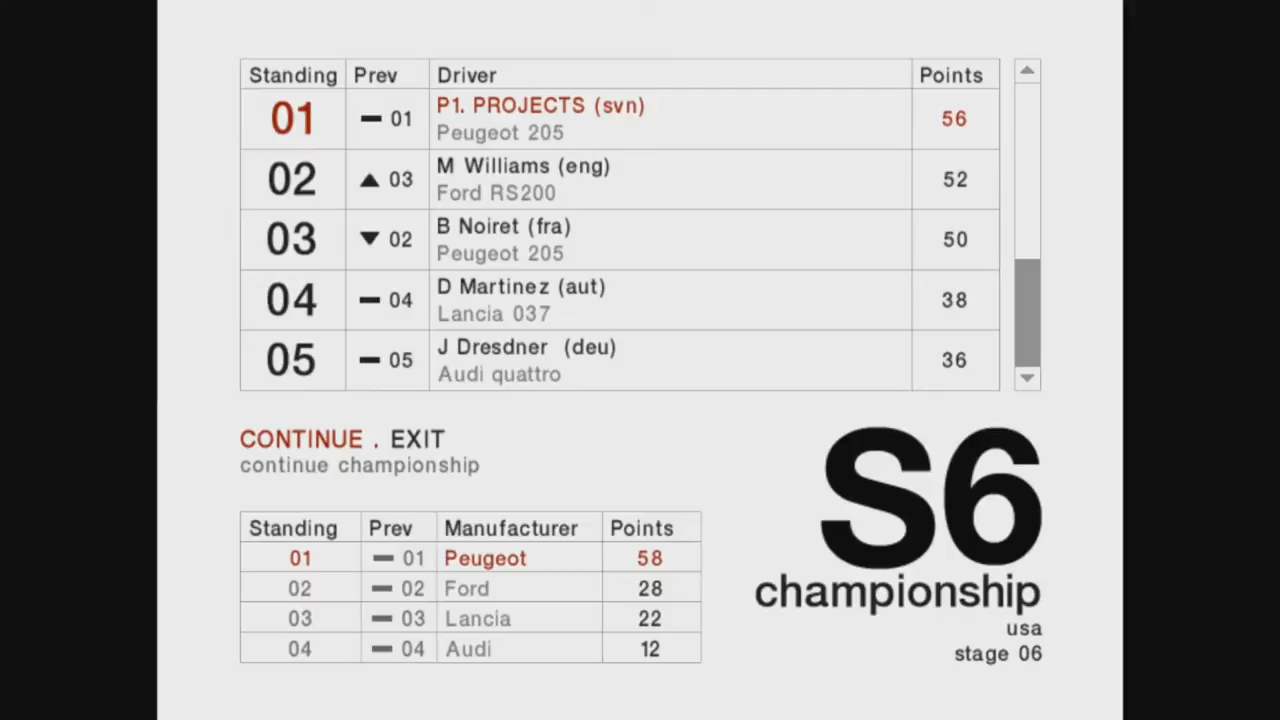 Standing Prev Driver Points
01 01 P1. PROJECTS (svn) 56
Peugeot 205
02 03 M Williams (eng) 52
Ford RS200
03 02 B Noiret (fra) 50
Peugeot 205
04 04 D Martinez (aut) 38
Lancia 037
05 05 J Dresdner (deu) 36
Audi quattro
CONTINUE . EXIT
continue championship
S6
championship
usa
stage 06
Standing Prev Manufacturer Points
01 01 Peugeot 58
02 02 Ford 28
03 03 Lancia 22
04 04 Audi 12